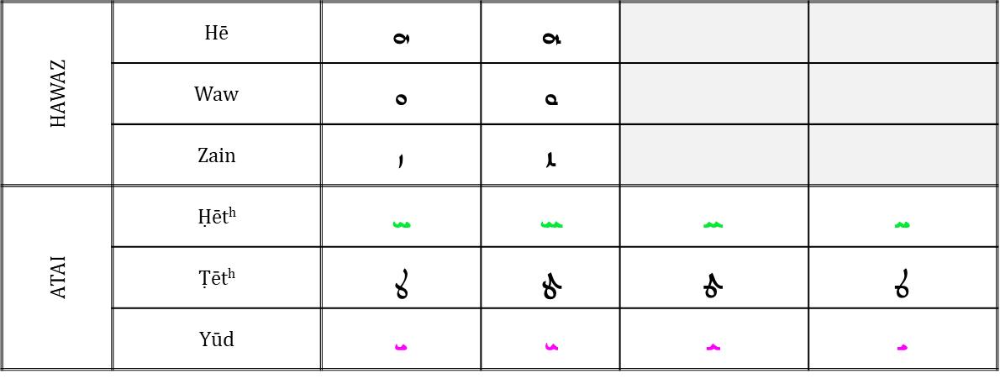 HAWAZ
Hē ܗ ܗ
Waw ܘ ܘ
Zain ܙ ܙ
ATAI
Ḥētʰ ܚ ܚ ܚ ܚ
Ṭētʰ ܛ ܛ ܛ ܛ
Yūd ܝ ܝ ܝ ܝ